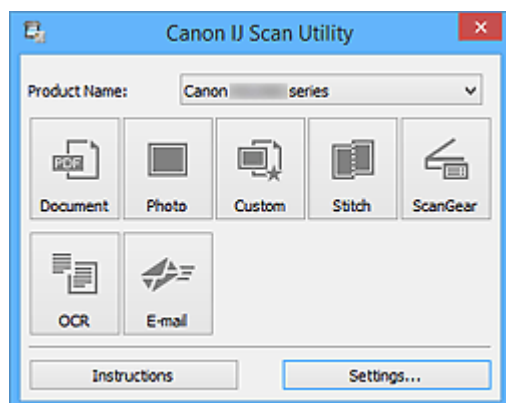 Canon IJ Scan Utility
Product Name: Canon series
PDF
Document Photo Custom Stitch ScanGear
OCR E-mail
Instructions Settings...